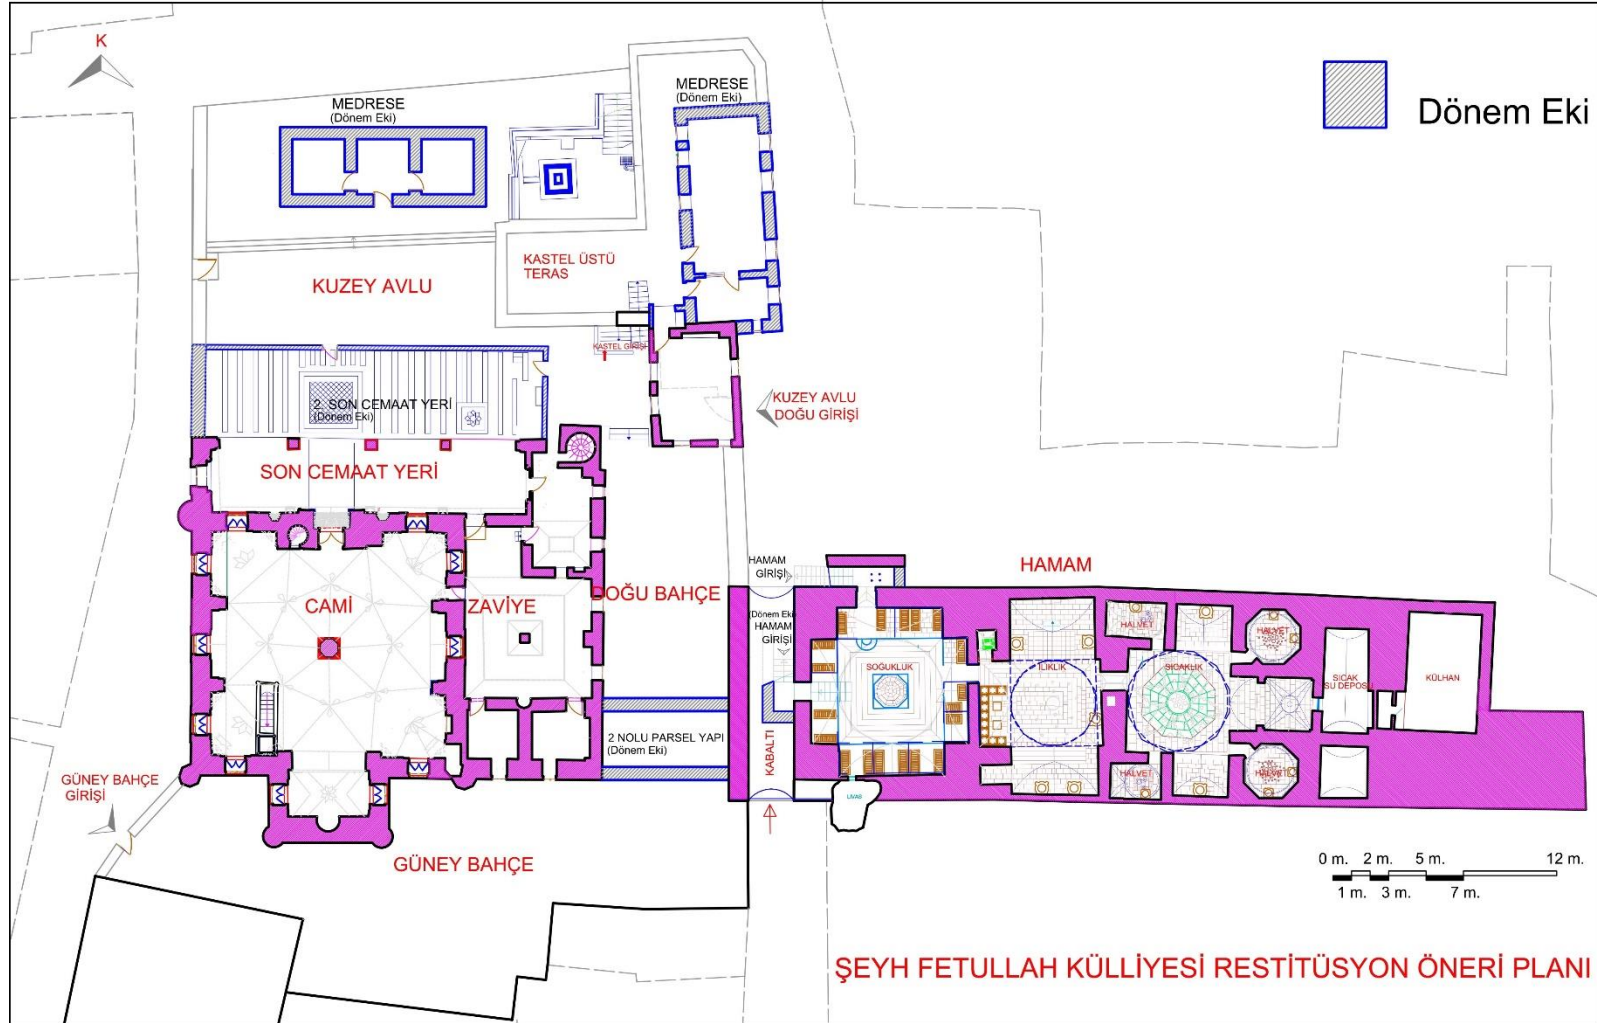 K
MEDRESE
(Dönem Eki)
MEDRESE
(Dönem Eki)
Dönem Eki
KASTEL ÜSTÜ
TERAS
KUZEY AVLU
KASTEL GİRİŞİ
2. SON CEMAAT YERİ
(Dönem Eki)
KUZEY AVLU
DOĞU GİRİŞİ
SON CEMAAT YERİ
HAMAM
GİRİŞİ
HAMAM
CAMİ
ZAVİYE
DOĞU BAHÇE
(Dönem Eki)
HAMAM
GİRİŞİ
HALVET
HALVET
SOĞUKLUK
ILIKLIK
SICAKLIK
SICAK
SU DEPOSU
KÜLHAN
2 NOLU PARSEL YAPI
(Dönem Eki)
KABALTI
HALVET
HALVET
GÜNEY BAHÇE
GİRİŞİ
LIVAS
GÜNEY BAHÇE
0 m. 2 m. 5 m. 12 m.
1 m. 3 m. 7 m.
ŞEYH FETULLAH KÜLLİYESİ RESTİTÜSYON ÖNERİ PLANI